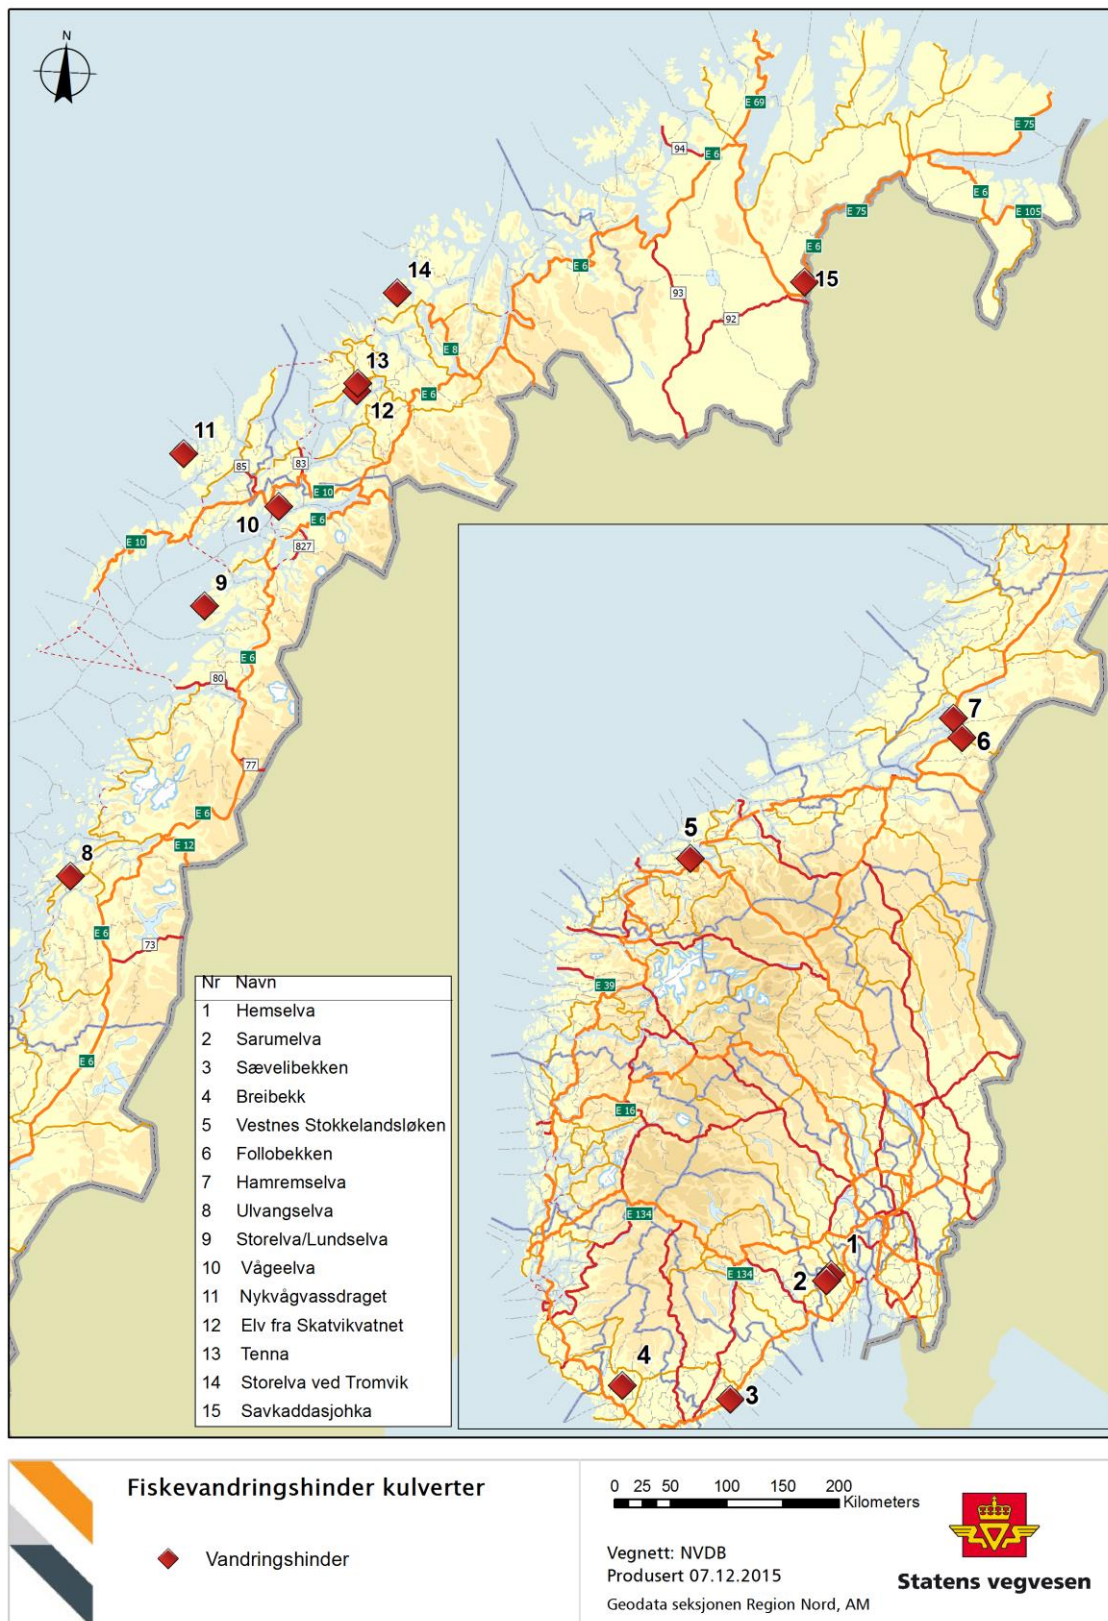 N
E 69
E 75
94
E 6
E 6
E 75
E 105
E 6
14
E 6
93
15
92
E 8
13
E 6
12
11
85
83
E 10
10
E 6
E 10
827
9
E 6
80
7
6
77
E 6
5
E 12
8
E 6
73
E 39
Nr Navn
1 Hemselva
2 Sarumelva
3 Sævelibekken
4 Breibekk
5 Vestnes Stokkelandsløken
6 Follobekken
7 Hamremselva
8 Ulvangselva
9 Storelva/Lundselva
10 Vågeelva
11 Nykvågvassdraget
12 Elv fra Skatvikvatnet
13 Tenna
14 Storelva ved Tromvik
15 Savkaddasjohka
E 6
E 16
E 134
1
E 134
2
4
3
Fiskevandringshinder kulverter
Vandringshinder
0 25 50 100 150 200
Kilometers
Vegnett: NVDB
Produsert 07.12.2015
Geodata seksjonen Region Nord, AM
Statens vegvesen